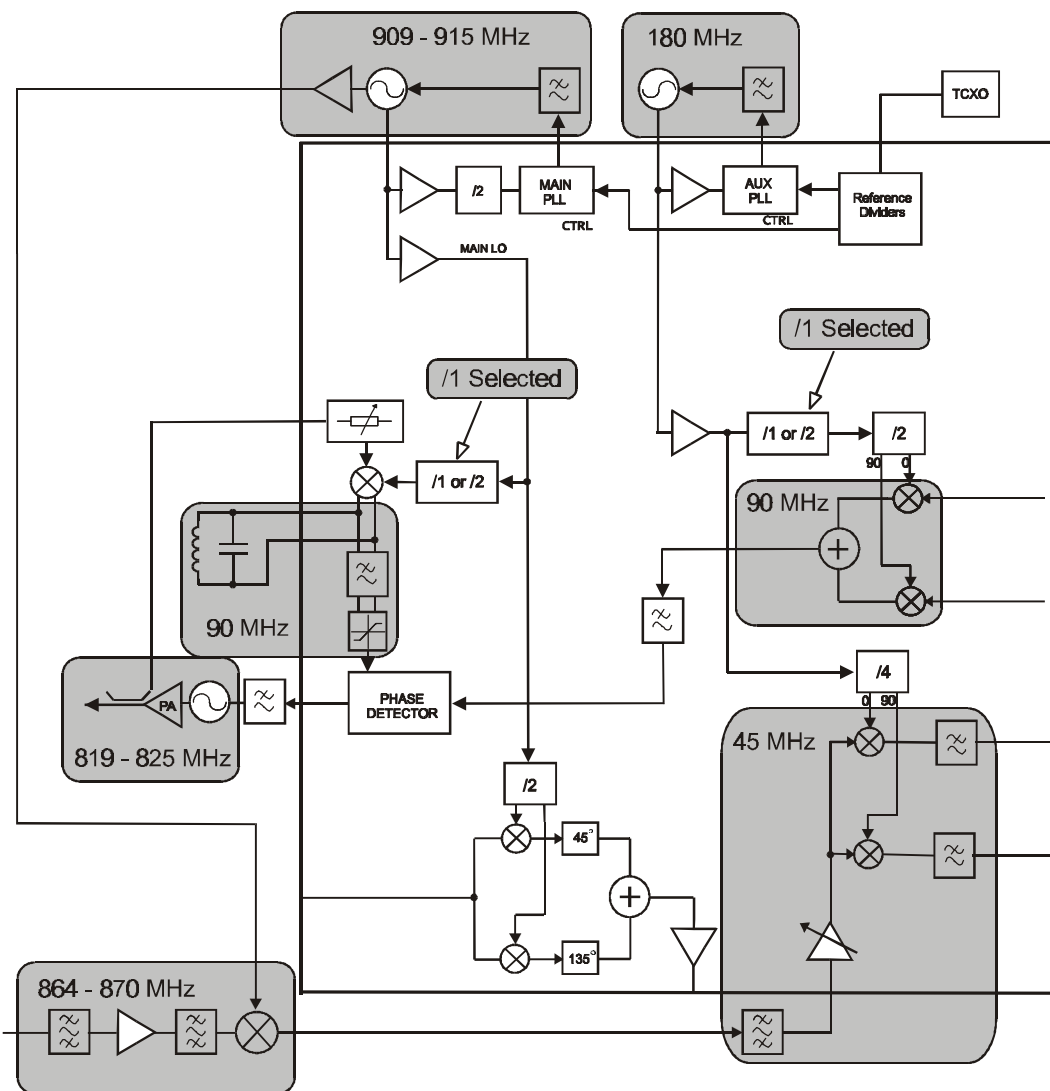 909 - 915 MHz
180 MHz
TCXO
/2
MAIN
PLL
CTRL
AUX
PLL
CTRL
Reference
Dividers
MAIN LO
/1 Selected
/1 Selected
/1 or /2
/2
90 0
/1 or /2
90 MHz
90 MHz
/4
0 90
PHASE
DETECTOR
PA
819 - 825 MHz
45 MHz
/2
45°
135°
864 - 870 MHz